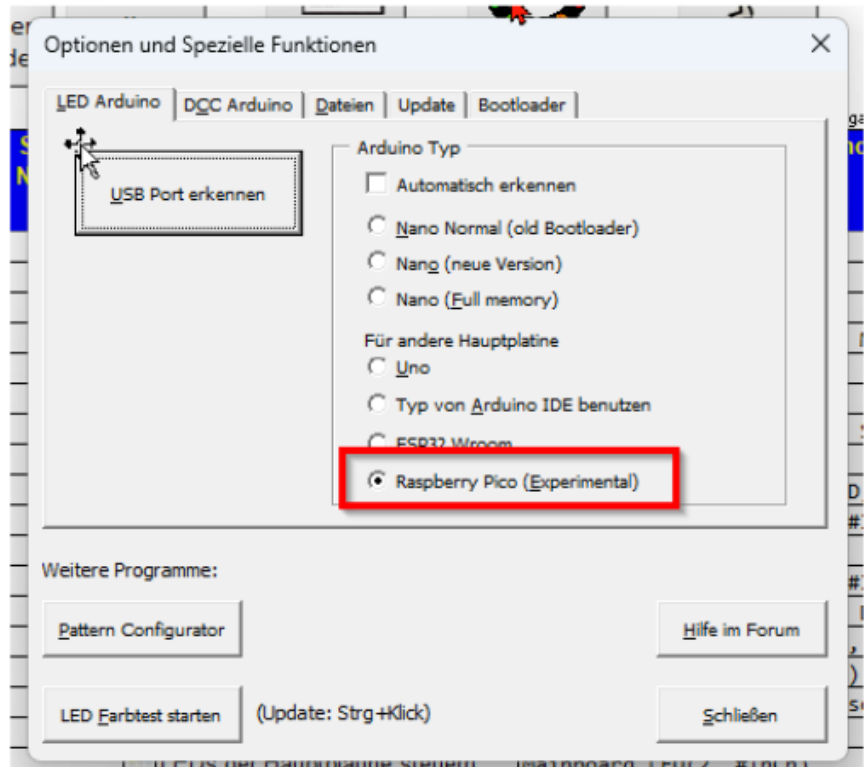 Optionen und Spezielle Funktionen
LED Arduino
DCC Arduino
Dateien
Update
Bootloader
USB Port erkennen
Arduino Typ
Automatisch erkennen
Nano Normal (old Bootloader)
Nano (neue Version)
Nano (Full memory)
Für andere Hauptplatine
Uno
Typ von Arduino IDE benutzen
ESP32 Wroom
Raspberry Pico (Experimental)
Weitere Programme:
Pattern Configurator
Hilfe im Forum
LED Farbtest starten
(Update: Strg+Klick)
Schließen